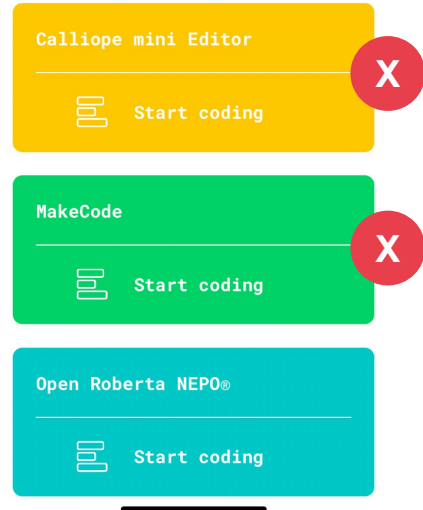 Calliope mini Editor
X
Start coding
MakeCode
X
Start coding
Open Roberta NEPO®
Start coding